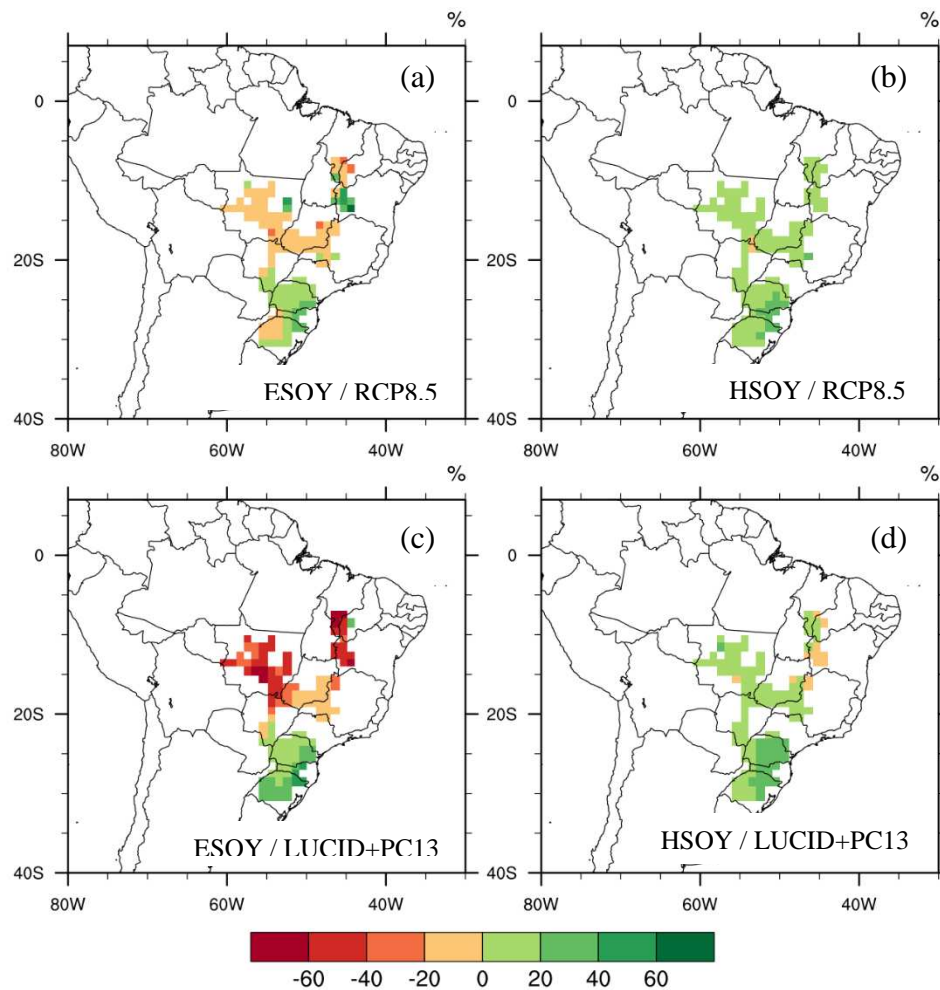 % %
(a) (b)
0 0
20S 20S
ESOY / RCP8.5 HSOY / RCP8.5
40S 40S
80W 60W 40W 80W 60W 40W
% %
(c) (d)
0 0
20S 20S
ESOY / LUCID+PC13 HSOY / LUCID+PC13
40S 40S
80W 60W 40W 80W 60W 40W
-60 -40 -20 0 20 40 60